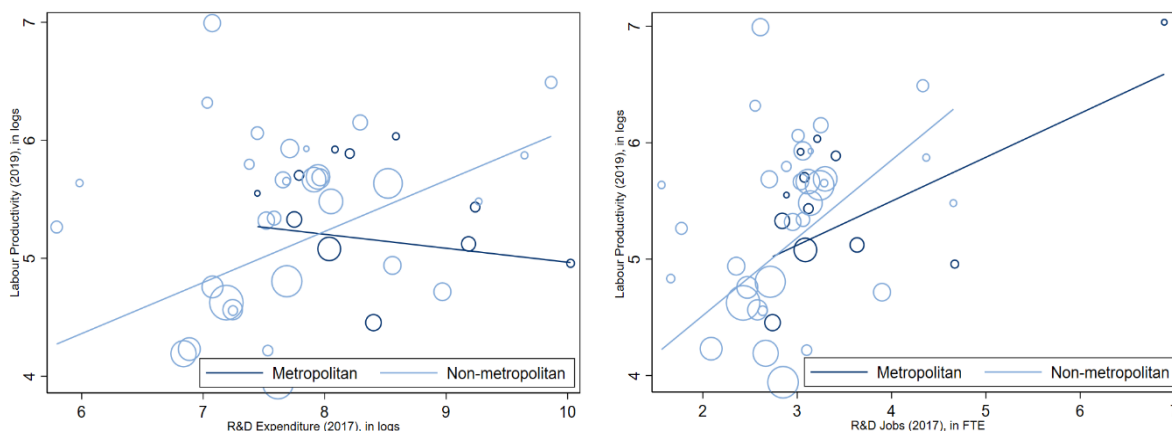 7
6
5
4
Labour Productivity (2019), in logs
6
7
8
9
10
R&D Expenditure (2017), in logs
Metropolitan
Non-metropolitan
7
6
5
4
Labour Productivity (2019), in logs
2
3
4
5
6
R&D Jobs (2017), in FTE
Metropolitan
Non-metropolitan